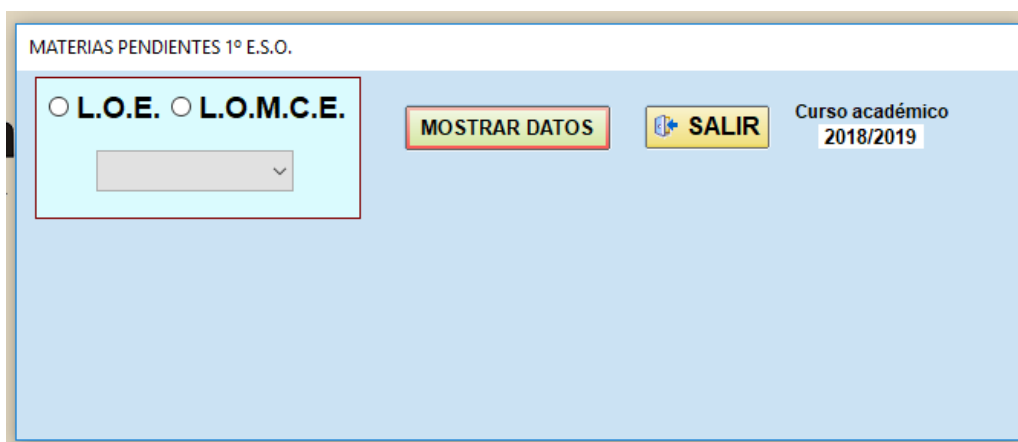 MATERIAS PENDIENTES 1º E.S.O.
L.O.E. L.O.M.C.E.
MOSTRAR DATOS
SALIR
Curso académico
2018/2019